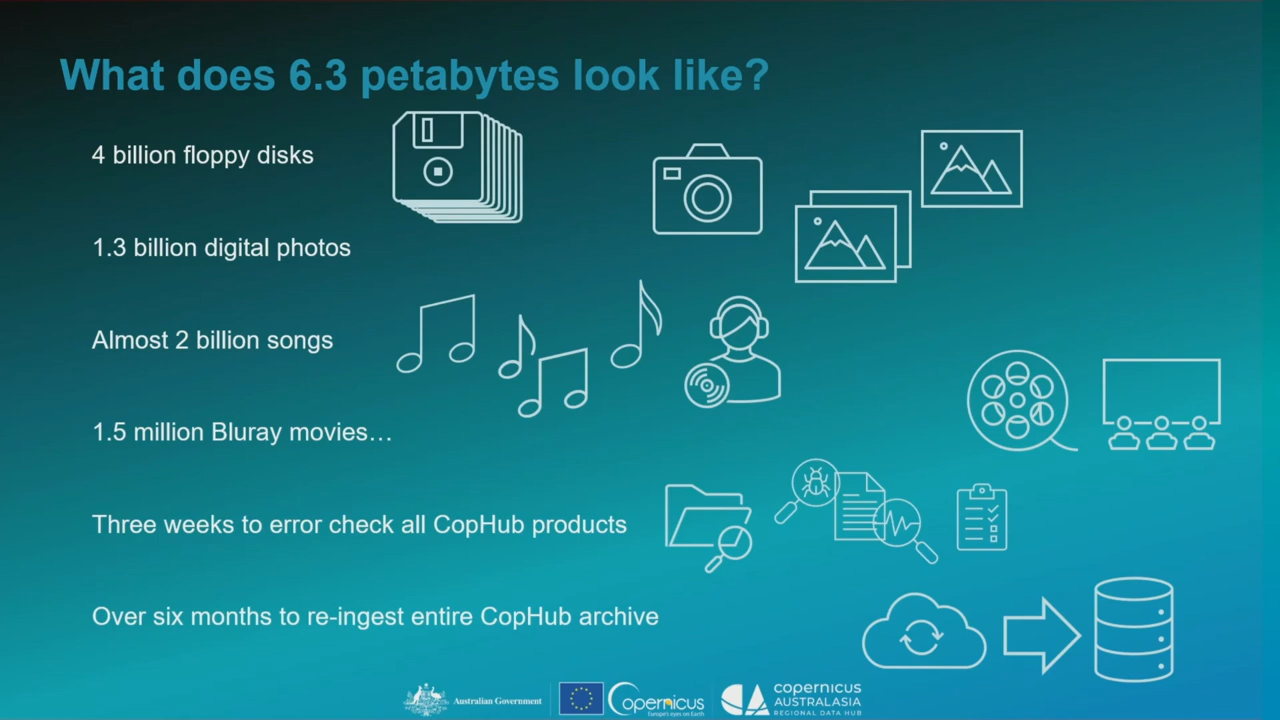 What does 6.3 petabytes look like?
4 billion floppy disks
1.3 billion digital photos
Almost 2 billion songs
1.5 million Bluray movies…
Three weeks to error check all CopHub products
Over six months to re-ingest entire CopHub archive
Australian Government
opernicus
Europe's eyes on Earth
copernicus
AUSTRALASIA
REGIONAL DATA HUB